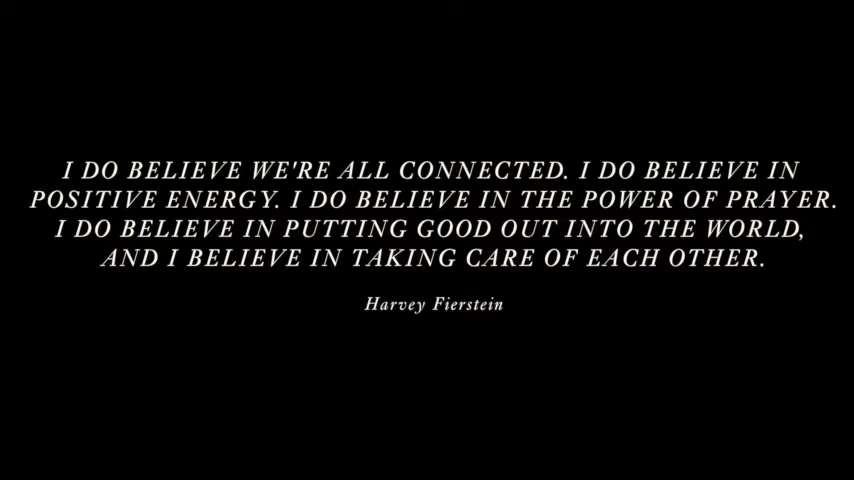 I DO BELIEVE WE'RE ALL CONNECTED. I DO BELIEVE IN
POSITIVE ENERGY. I DO BELIEVE IN THE POWER OF PRAYER.
I DO BELIEVE IN PUTTING GOOD OUT INTO THE WORLD,
AND I BELIEVE IN TAKING CARE OF EACH OTHER.
Harvey Fierstein